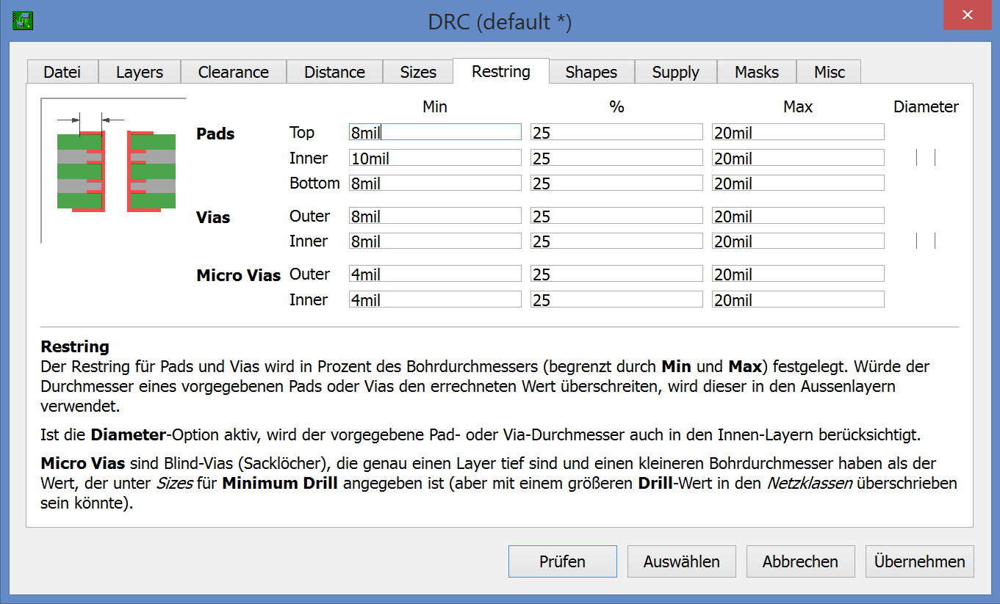 DRC (default *)
Datei Layers Clearance Distance Sizes Restring Shapes Supply Masks Misc
Min % Max Diameter
Pads Top 8mil 25 20mil
Inner 10mil 25 20mil
Bottom 8mil 25 20mil
Vias Outer 8mil 25 20mil
Inner 8mil 25 20mil
Micro Vias Outer 4mil 25 20mil
Inner 4mil 25 20mil
Restring
Der Restring für Pads und Vias wird in Prozent des Bohrdurchmessers (begrenzt durch Min und Max) festgelegt. Würde der
Durchmesser eines vorgegebenen Pads oder Vias den errechneten Wert überschreiten, wird dieser in den Aussenlayern
verwendet.
Ist die Diameter-Option aktiv, wird der vorgegebene Pad- oder Via-Durchmesser auch in den Innen-Layern berücksichtigt.
Micro Vias sind Blind-Vias (Sacklöcher), die genau einen Layer tief sind und einen kleineren Bohrdurchmesser haben als der
Wert, der unter Sizes für Minimum Drill angegeben ist (aber mit einem größeren Drill-Wert in den Netzklassen überschrieben
sein könnte).
Prüfen Auswählen Abbrechen Übernehmen